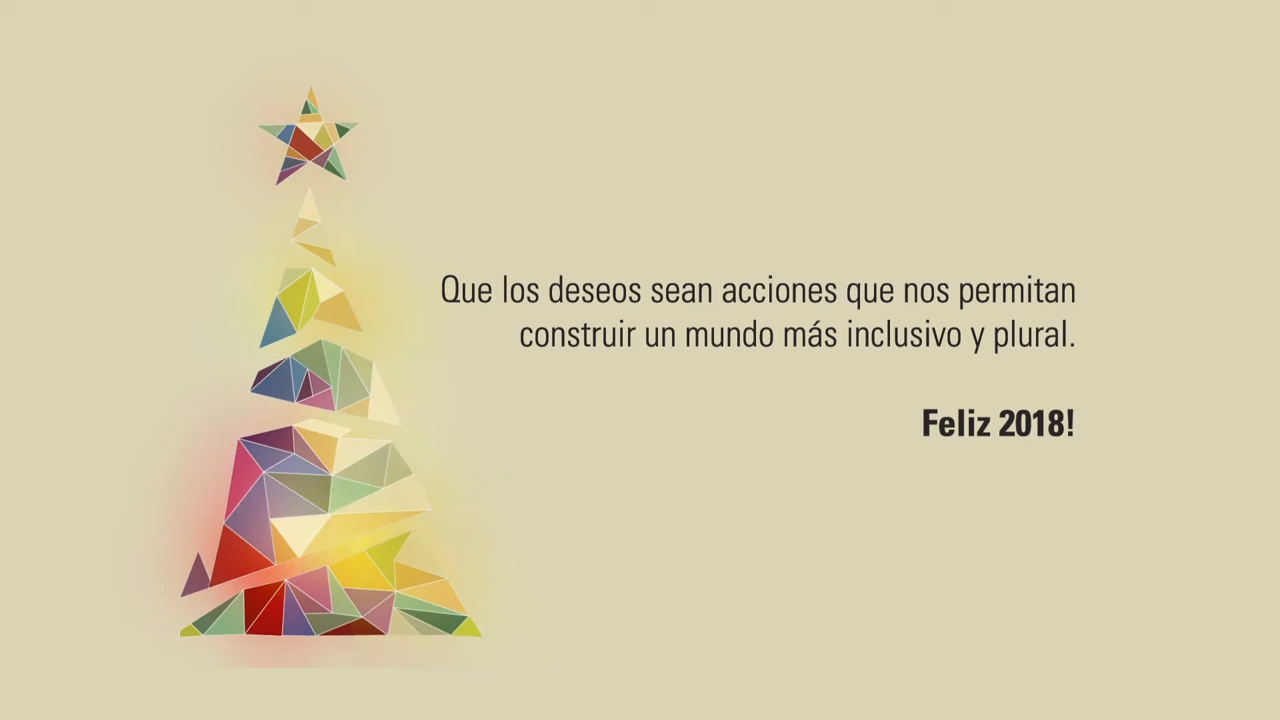 Que los deseos sean acciones que nos permitan
construir un mundo más inclusivo y plural.
Feliz 2018!